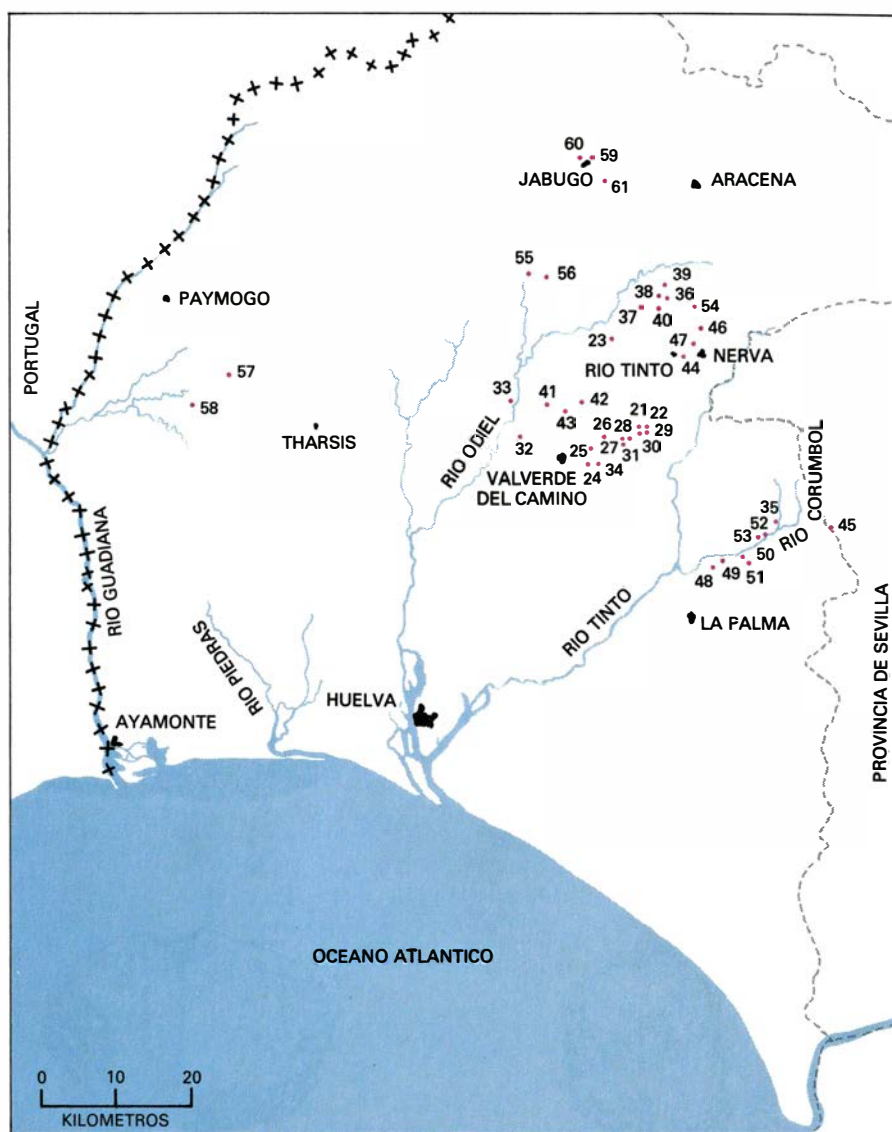 60
59
JABUGO
61
ARACENA
55
56
39
38
36
54
37
40
PAYMOGO
46
23
47
RIO TINTO
44
NERVA
PORTUGAL
57
58
33
41
42
43
THARSIS
RIO ODIEL
32
26
28
21
22
29
25
27
31
30
VALVERDE
DEL CAMINO
24
34
RIO CORUMBOL
35
52
53
45
50
49
48
51
RIO GUADIANA
RIO PIEDRAS
RIO TINTO
LA PALMA
PROVINCIA DE SEVILLA
HUELVA
AYAMONTE
OCEANO ATLANTICO
0 10 20
KILOMETROS